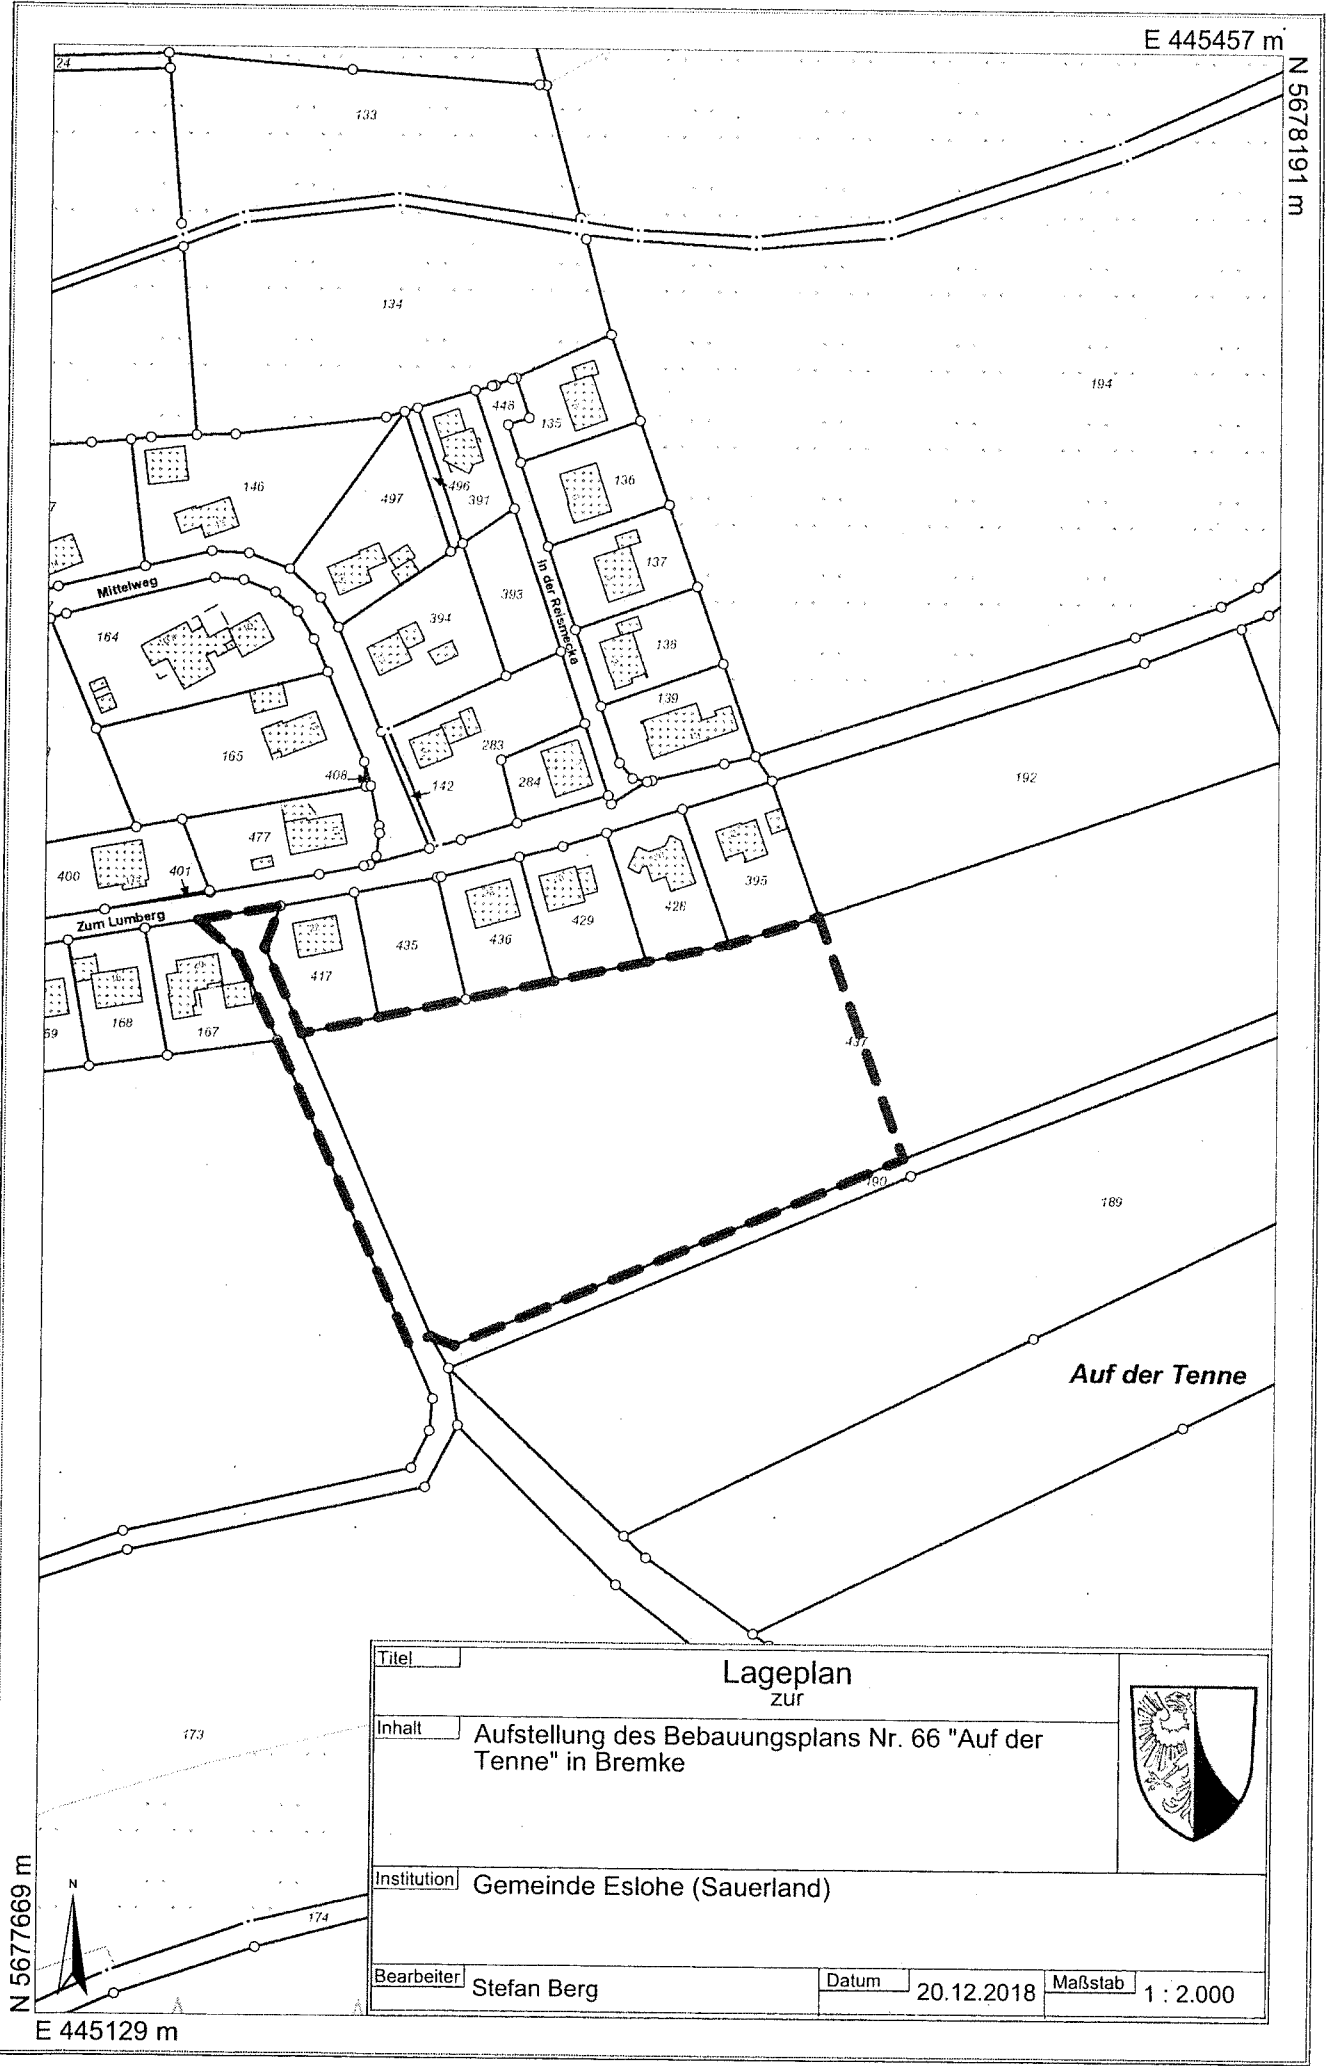 E 445457 m
N 5678191 m
24
133
134
194
448
135
146
497
496
391
136
7
137
In der Reismecke
393
Mittelweg
394
138
164
139
165
283
408
142
284
192
477
400
401
395
428
429
Zum Lumberg
436
435
417
69
168
167
437
190
189
Auf der Tenne
173
174
N
Titel
Lageplan
zur
Inhalt
Aufstellung des Bebauungsplans Nr. 66 "Auf der
Tenne" in Bremke
Institution
Gemeinde Eslohe (Sauerland)
Bearbeiter
Stefan Berg
Datum
20.12.2018
Maßstab
1 : 2.000
N 5677669 m
E 445129 m